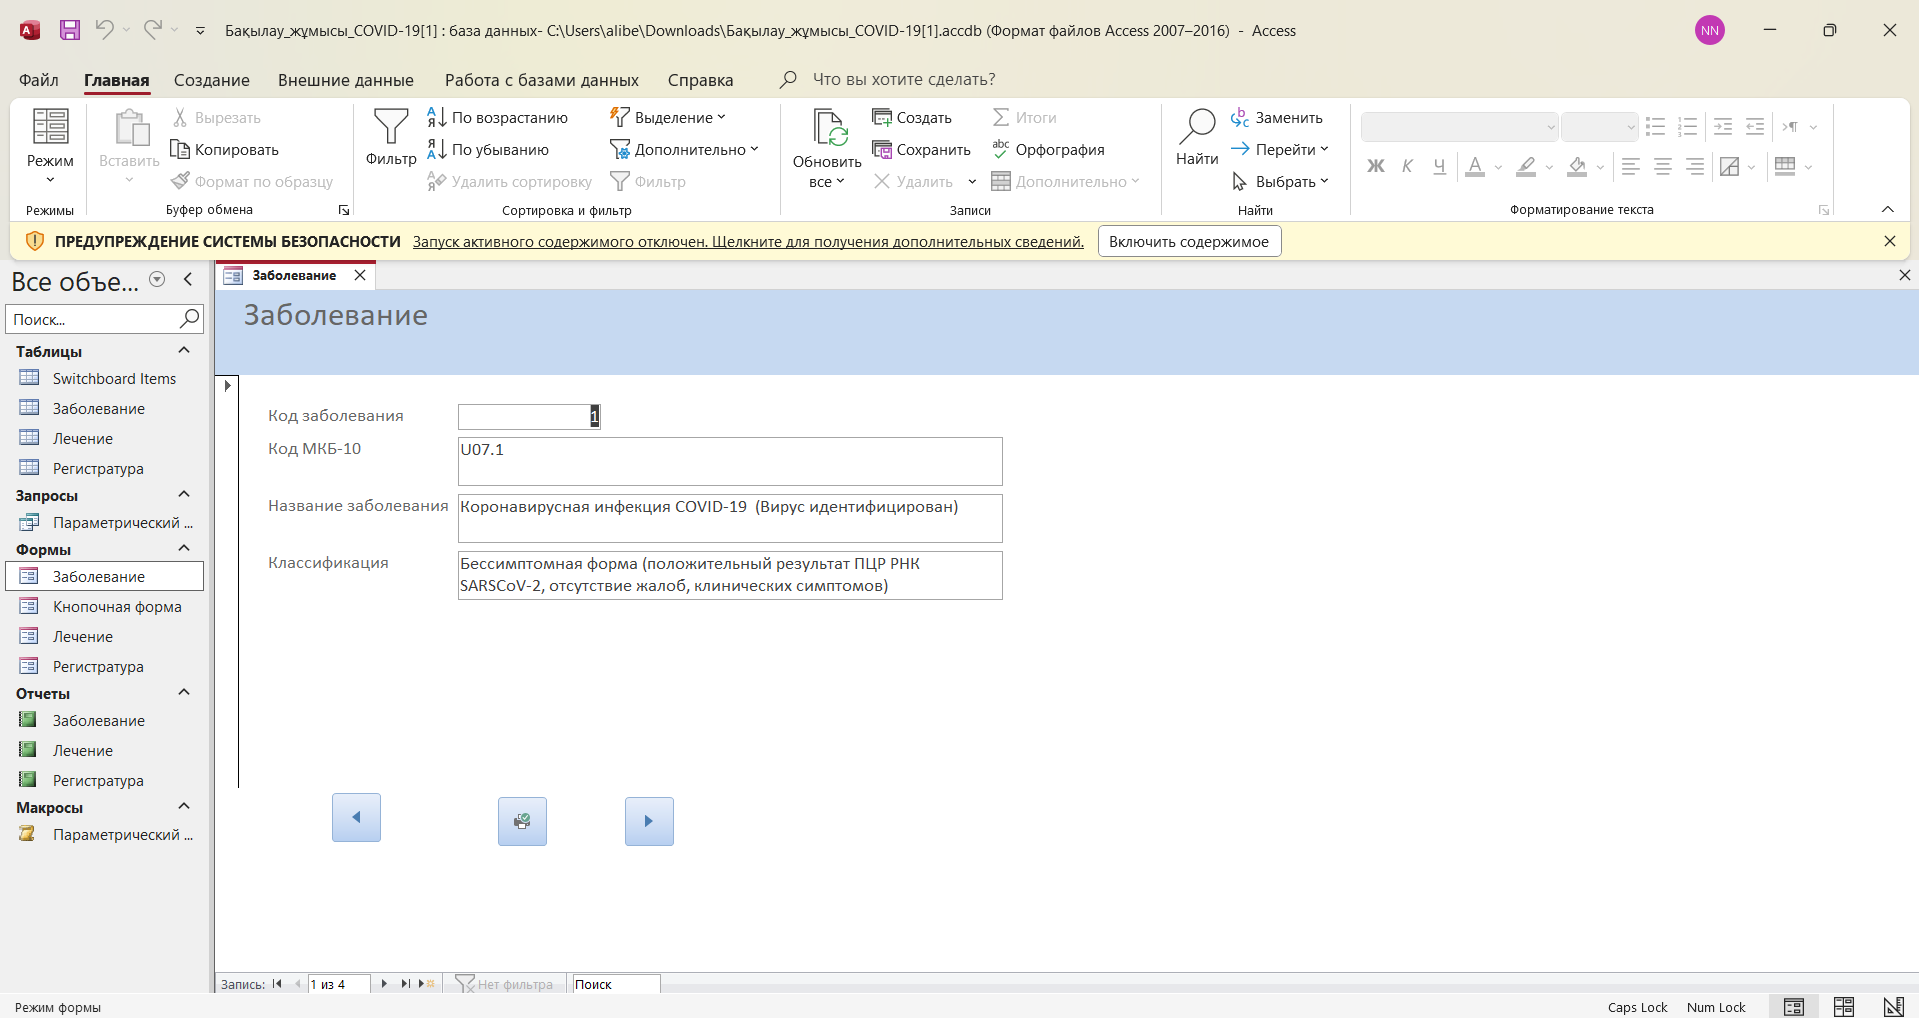 Бақылау_жұмысы_COVID-19[1] : база данных- C:\Users\alibe\Downloads\Бақылау_жұмысы_COVID-19[1].accdb (Формат файлов Access 2007–2016) - Access
NN
Файл Главная Создание Внешние данные Работа с базами данных Справка Что вы хотите сделать?
Режим
Режимы
Вставить
Вырезать
Копировать
Формат по образцу
Буфер обмена
Фильтр
По возрастанию
По убыванию
Удалить сортировку
Выделение
Дополнительно
Фильтр
Сортировка и фильтр
Обновить
все
Создать
Сохранить
Удалить
Итоги
Орфография
Дополнительно
Записи
Найти
Заменить
Перейти
Выбрать
Найти
Ж К Ч А
Форматирование текста
ПРЕДУПРЕЖДЕНИЕ СИСТЕМЫ БЕЗОПАСНОСТИ Запуск активного содержимого отключен. Щелкните для получения дополнительных сведений. Включить содержимое
Все объе...
Поиск...
Таблицы
Switchboard Items
Заболевание
Лечение
Регистратура
Запросы
Параметрический ...
Формы
Заболевание
Кнопочная форма
Лечение
Регистратура
Отчеты
Заболевание
Лечение
Регистратура
Макросы
Параметрический ...
Заболевание
Заболевание
Код заболевания 1
Код МКБ-10 U07.1
Название заболевания Коронавирусная инфекция COVID-19 (Вирус идентифицирован)
Классификация Бессимптомная форма (положительный результат ПЦР РНК
SARSCoV-2, отсутствие жалоб, клинических симптомов)
Запись: 1 из 4 Нет фильтра Поиск
Режим формы Caps Lock Num Lock